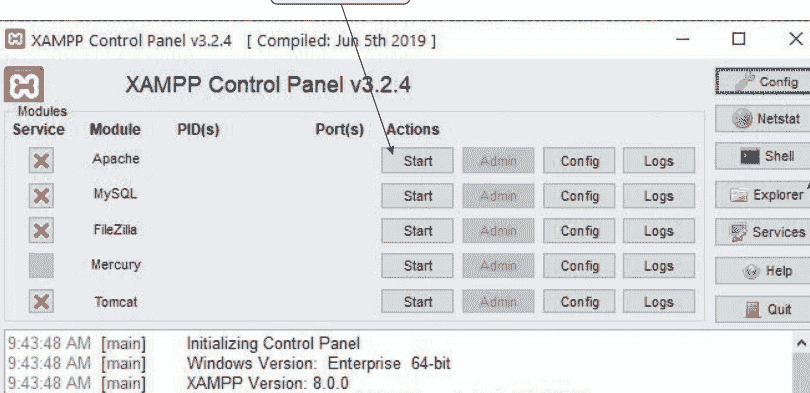 XAMPP Control Panel v3.2.4 [ Compiled: Jun 5th 2019 ]
XAMPP Control Panel v3.2.4
Config
Modules
Service Module PID(s) Port(s) Actions
Netstat
Apache Start Admin Config Logs
Shell
MySQL Start Admin Config Logs
Explorer
FileZilla Start Admin Config Logs
Services
Mercury Start Admin Config Logs
Help
Tomcat Start Admin Config Logs
Quit
9:43:48 AM [main] Initializing Control Panel
9:43:48 AM [main] Windows Version: Enterprise 64-bit
9:43:48 AM [main] XAMPP Version: 8.0.0